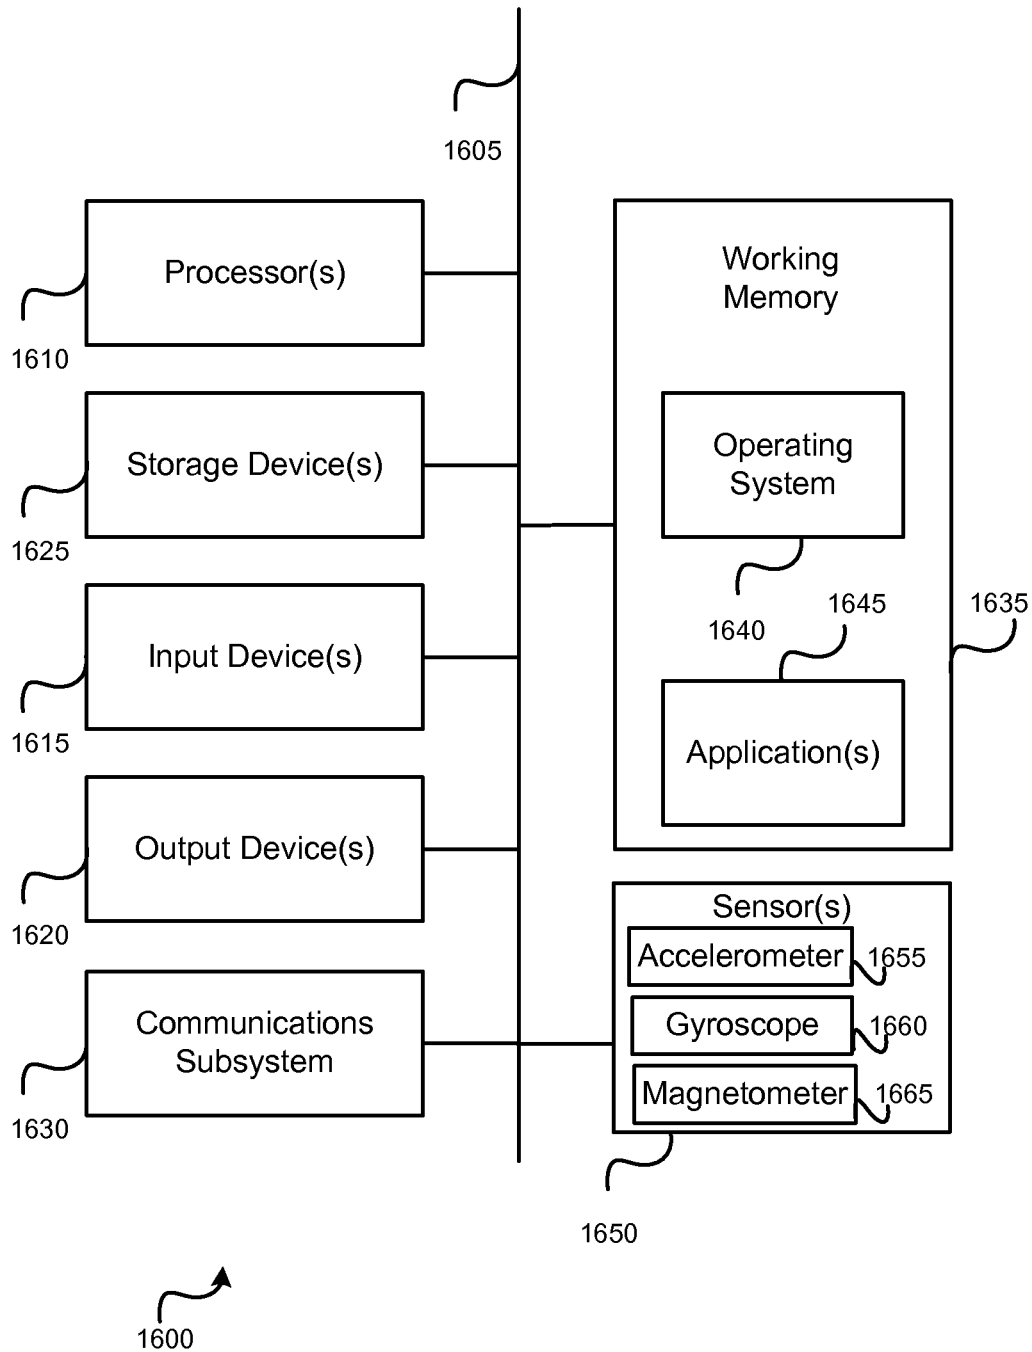 1605
Processor(s)
1610
Storage Device(s)
1625
Input Device(s)
1615
Output Device(s)
1620
Communications
Subsystem
1630
Working
Memory
Operating
System
1640
1645
1635
Application(s)
Sensor(s)
Accelerometer
1655
Gyroscope
1660
Magnetometer
1665
1650
1600